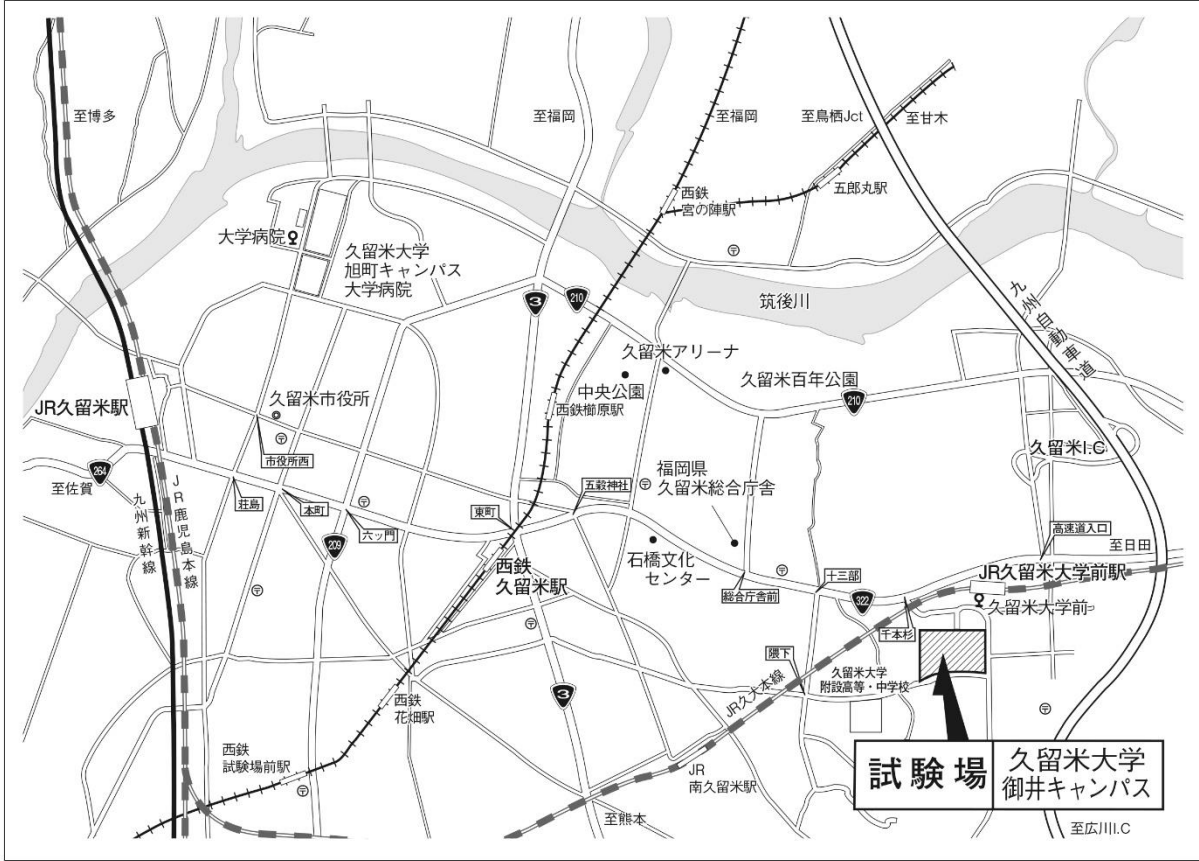 至博多
至福岡
至福岡
至鳥栖Jct
至甘木
五郎丸駅
西鉄
宮の陣駅
大学病院
久留米大学
旭町キャンパス
大学病院
3
210
筑後川
九州自動車道
久留米アリーナ
中央公園
久留米百年公園
210
JR久留米駅
久留米市役所
西鉄櫛原駅
市役所西
久留米I.C
264
至佐賀
九州新幹線
JR鹿児島本線
荘島
本町
六ッ門
209
東町
五穀神社
福岡県
久留米総合庁舎
西鉄
久留米駅
石橋文化
センター
総合庁舎前
十三部
322
高速道入口
至日田
JR久留米大学前駅
久留米大学前
千本杉
隈下
久留米大学
附設高等・中学校
JR久大本線
西鉄
花畑駅
3
西鉄
試験場前駅
JR
南久留米駅
至熊本
試験場
久留米大学
御井キャンパス
至広川I.C